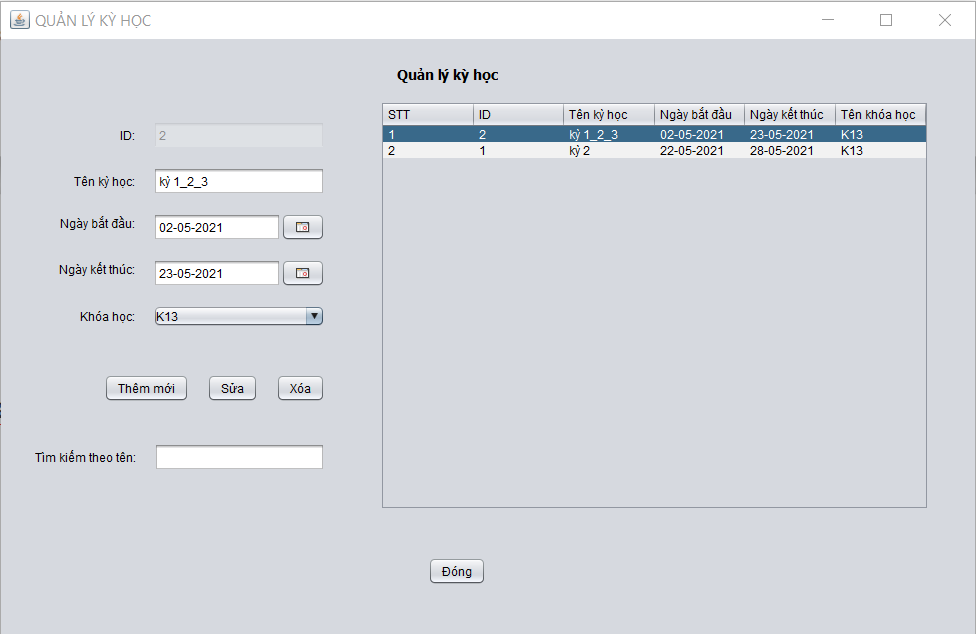 QUẢN LÝ KỲ HỌC
Quản lý kỳ học
ID: 2
Tên kỳ học: kỳ 1_2_3
Ngày bắt đầu: 02-05-2021
Ngày kết thúc: 23-05-2021
Khóa học: K13
Thêm mới Sửa Xóa
Tìm kiếm theo tên:
STT ID Tên kỳ học Ngày bắt đầu Ngày kết thúc Tên khóa học
1 2 kỳ 1_2_3 02-05-2021 23-05-2021 K13
2 1 kỳ 2 22-05-2021 28-05-2021 K13
Đóng